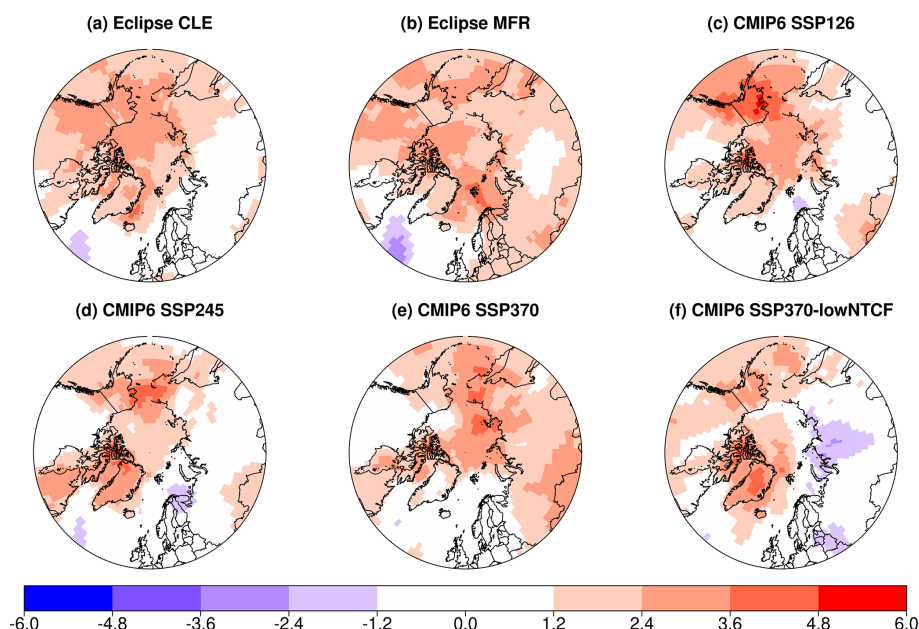 (a) Eclipse CLE (b) Eclipse MFR (c) CMIP6 SSP126
(d) CMIP6 SSP245 (e) CMIP6 SSP370 (f) CMIP6 SSP370-lowNTCF
-6.0 -4.8 -3.6 -2.4 -1.2 0.0 1.2 2.4 3.6 4.8 6.0